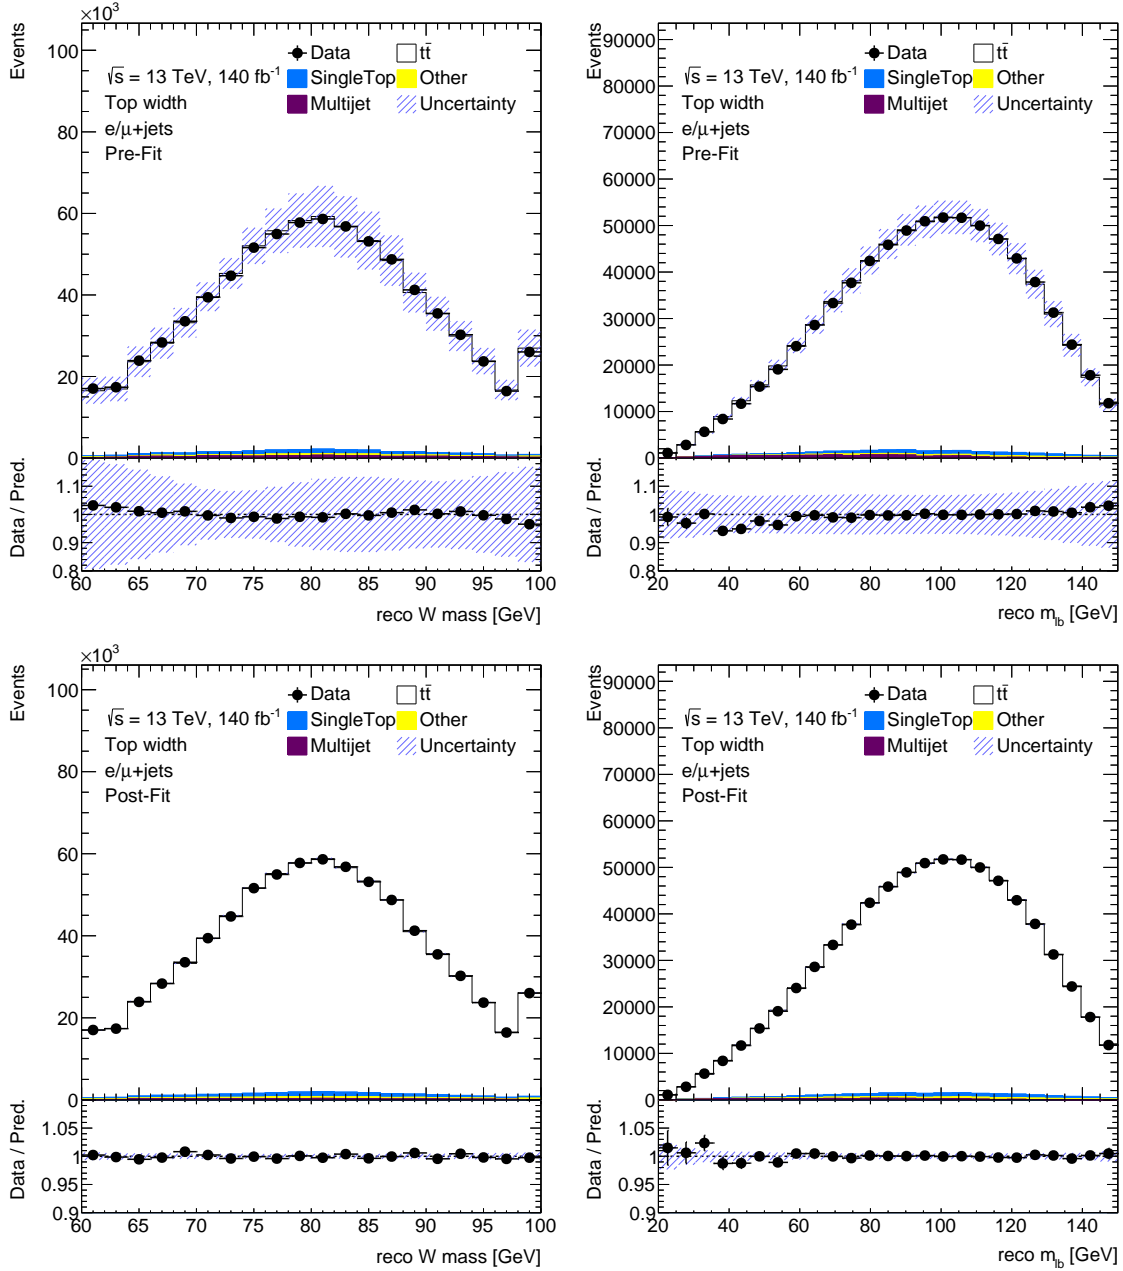 ×10³
Events
100
80
60
40
20
0
Data
tt̄
√s = 13 TeV, 140 fb⁻¹
SingleTop
Other
Top width
Multijet
Uncertainty
e/μ+jets
Pre-Fit
Data / Pred.
1.1
1
0.9
0.8
60 65 70 75 80 85 90 95 100
reco W mass [GeV]
Events
90000
80000
70000
60000
50000
40000
30000
20000
10000
0
Data
tt̄
√s = 13 TeV, 140 fb⁻¹
SingleTop
Other
Top width
Multijet
Uncertainty
e/μ+jets
Pre-Fit
Data / Pred.
1.1
1
0.9
0.8
20 40 60 80 100 120 140
reco m_lb [GeV]
×10³
Events
100
80
60
40
20
0
Data
tt̄
√s = 13 TeV, 140 fb⁻¹
SingleTop
Other
Top width
Multijet
Uncertainty
e/μ+jets
Post-Fit
Data / Pred.
1.05
1
0.95
0.9
60 65 70 75 80 85 90 95 100
reco W mass [GeV]
Events
90000
80000
70000
60000
50000
40000
30000
20000
10000
0
Data
tt̄
√s = 13 TeV, 140 fb⁻¹
SingleTop
Other
Top width
Multijet
Uncertainty
e/μ+jets
Post-Fit
Data / Pred.
1.05
1
0.95
0.9
20 40 60 80 100 120 140
reco m_lb [GeV]